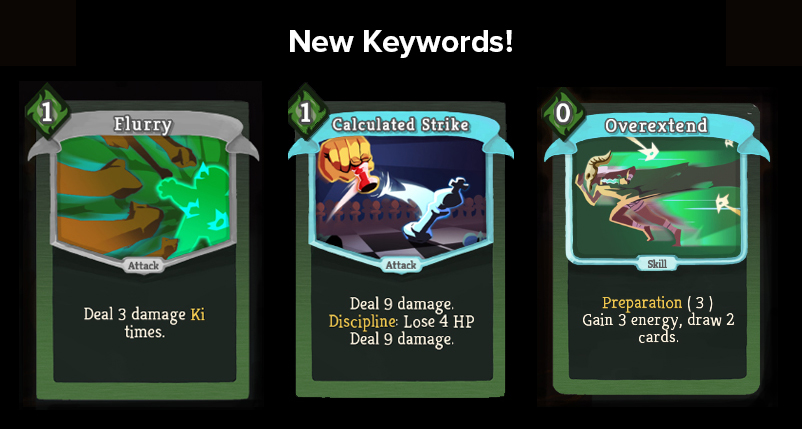 New Keywords!
1
Flurry
Attack
Deal 3 damage Ki
times.
1
Calculated Strike
Attack
Deal 9 damage.
Discipline: Lose 4 HP
Deal 9 damage.
0
Overextend
Skill
Preparation ( 3 )
Gain 3 energy, draw 2
cards.